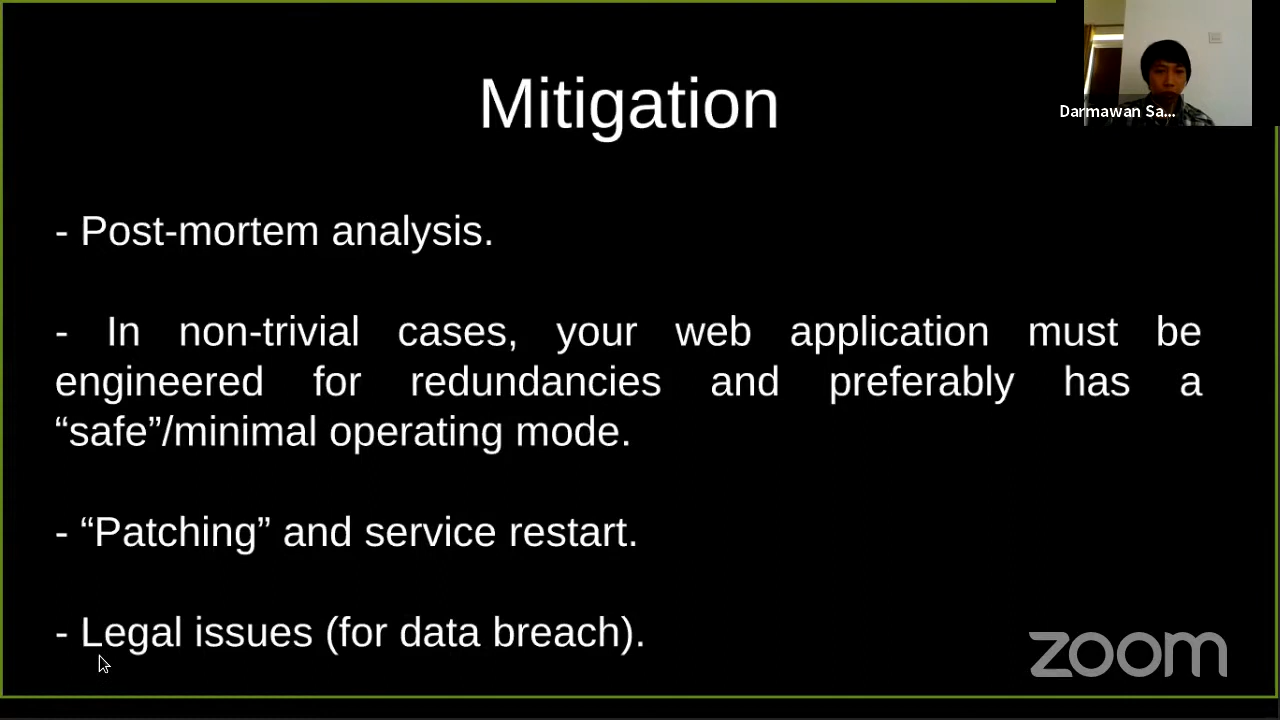 Mitigation
Darmawan Sa...
- Post-mortem analysis.
- In non-trivial cases, your web application must be
engineered for redundancies and preferably has a
“safe”/minimal operating mode.
- “Patching” and service restart.
- Legal issues (for data breach).
zoom